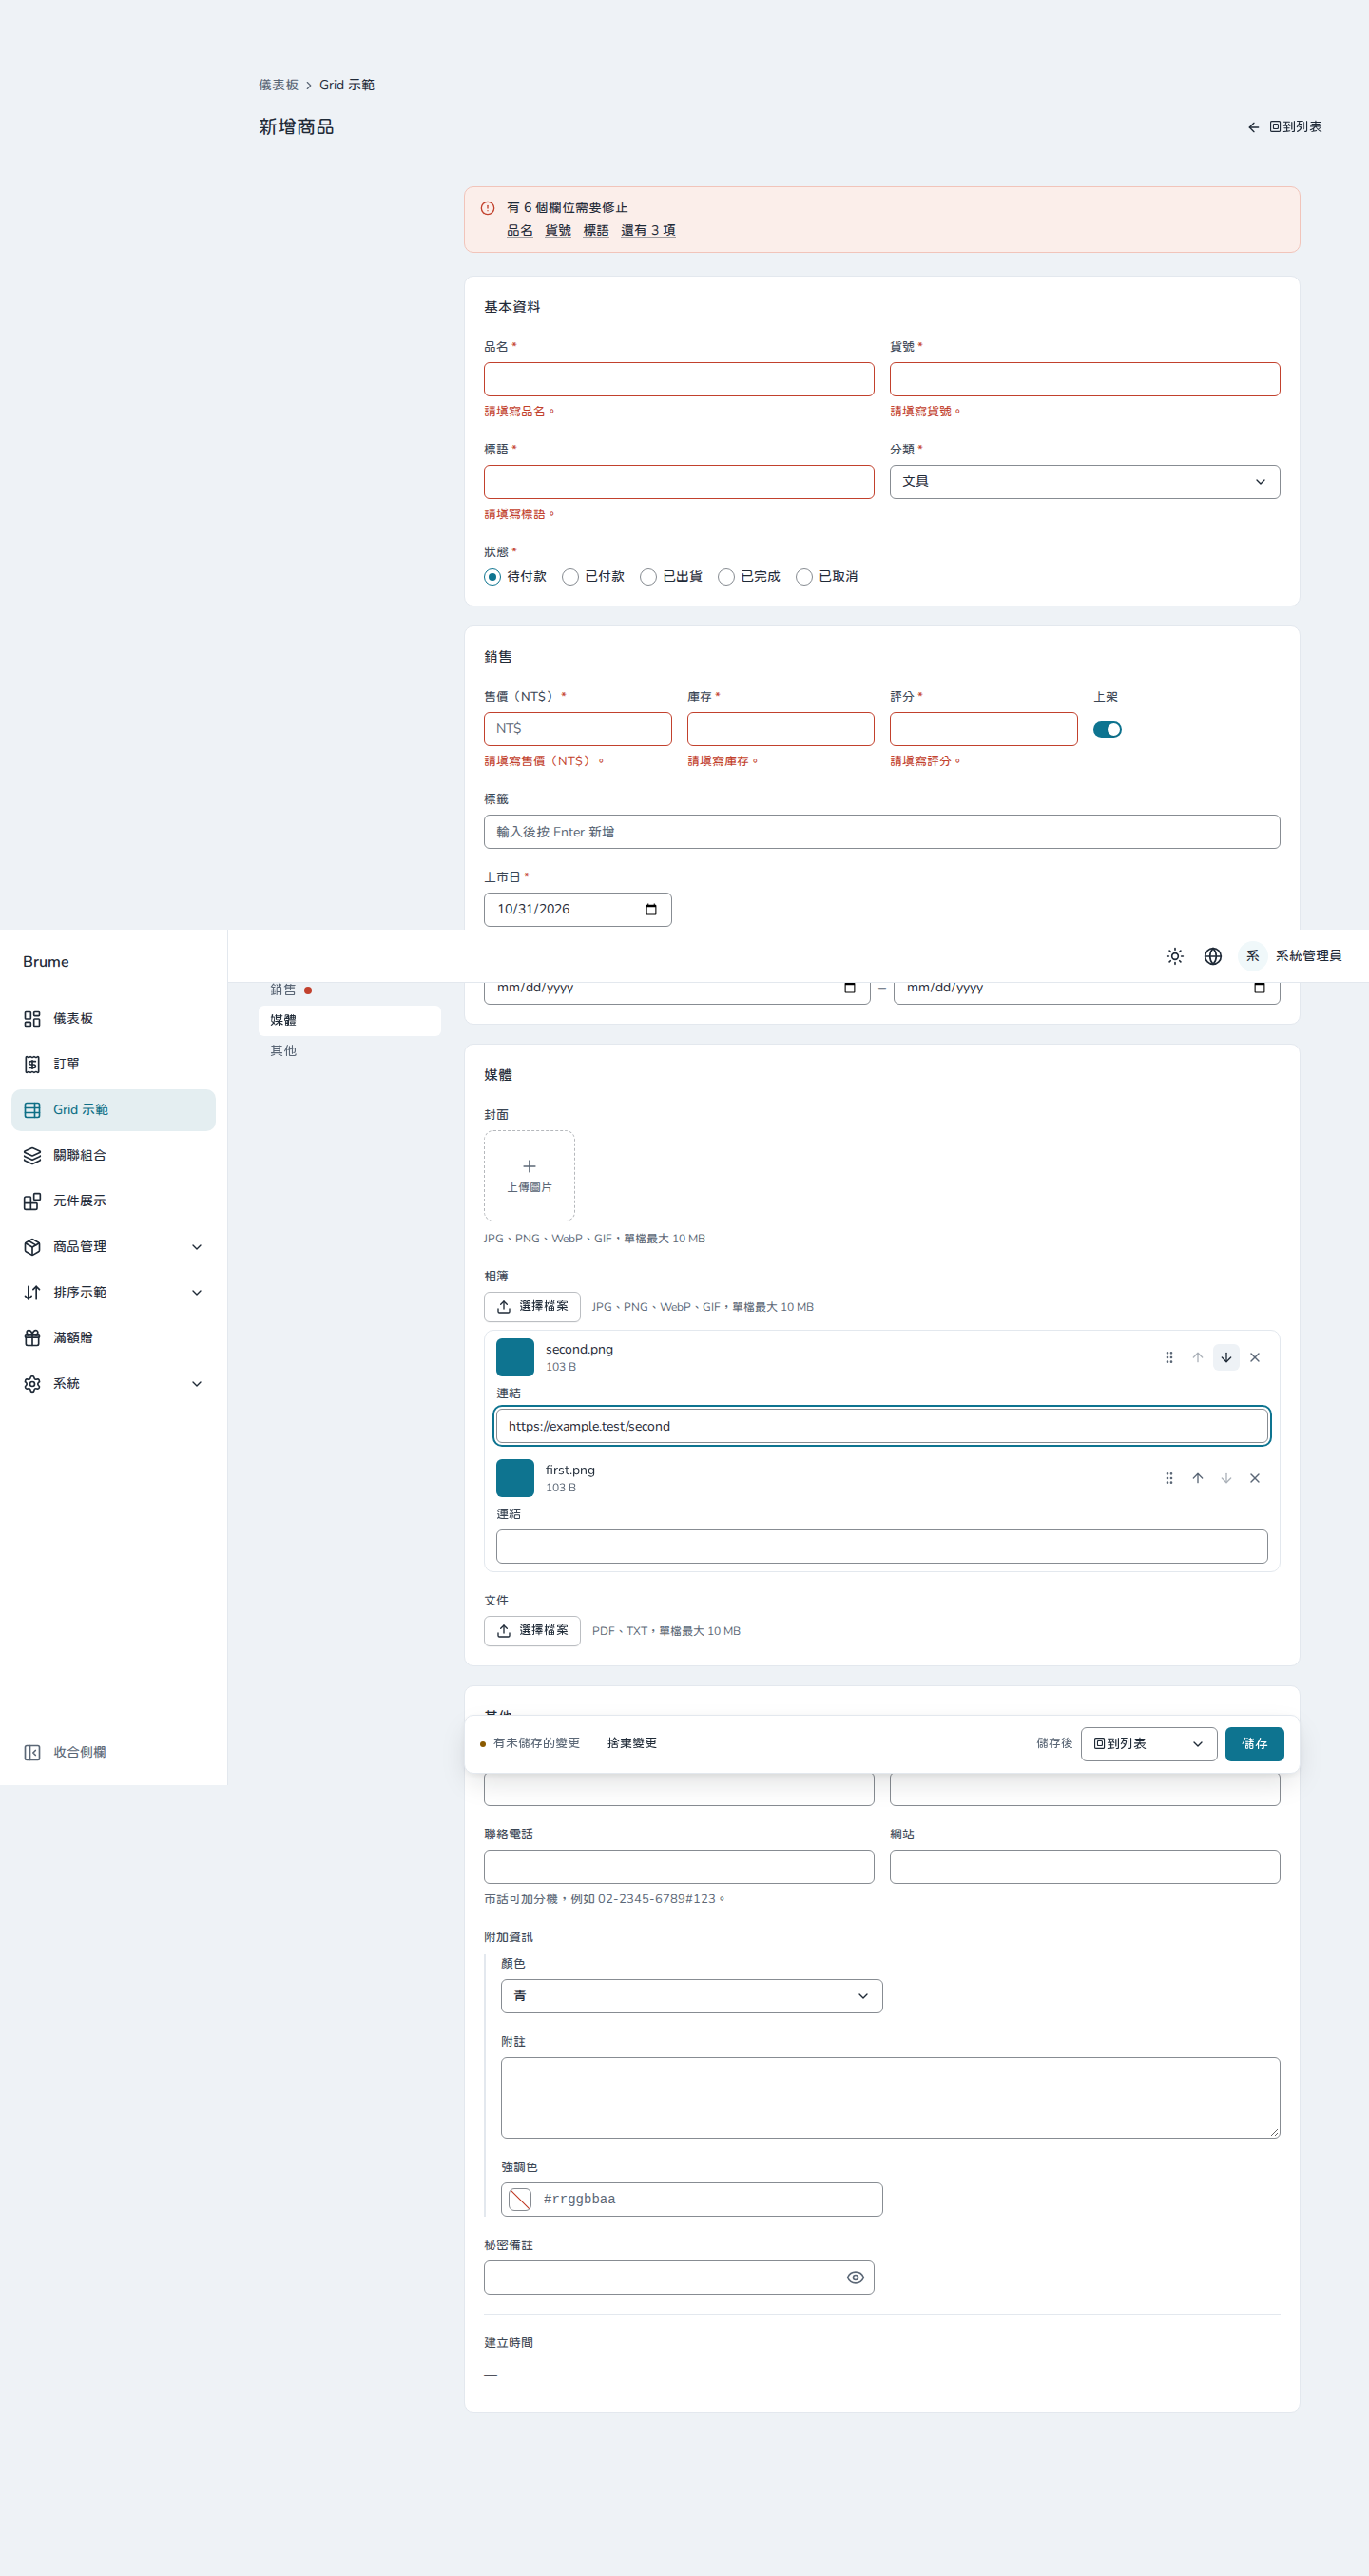 儀表板 > Grid 示範
新增商品
回到列表
有 6 個欄位需要修正
品名 貨號 標語 還有 3 項
基本資料
品名 *
貨號 *
請填寫品名。
請填寫貨號。
標語 *
分類 *
文具
請填寫標語。
狀態 *
待付款 已付款 已出貨 已完成 已取消
銷售
售價（NT$） *
庫存 *
評分 *
上架
NT$
請填寫售價（NT$）。
請填寫庫存。
請填寫評分。
標籤
輸入後按 Enter 新增
上市日 *
10/31/2026
Brume
系 系統管理員
mm/dd/yyyy – mm/dd/yyyy
銷售
媒體
其他
儀表板
訂單
Grid 示範
關聯組合
元件展示
商品管理
排序示範
滿額贈
系統
收合側欄
媒體
封面
上傳圖片
JPG、PNG、WebP、GIF，單檔最大 10 MB
相簿
選擇檔案
JPG、PNG、WebP、GIF，單檔最大 10 MB
second.png
103 B
連結
https://example.test/second
first.png
103 B
連結
文件
選擇檔案
PDF、TXT，單檔最大 10 MB
有未儲存的變更
捨棄變更
儲存後
回到列表
儲存
聯絡電話
網站
市話可加分機，例如 02-2345-6789#123。
附加資訊
顏色
青
附註
強調色
#rrggbbaa
秘密備註
建立時間
—